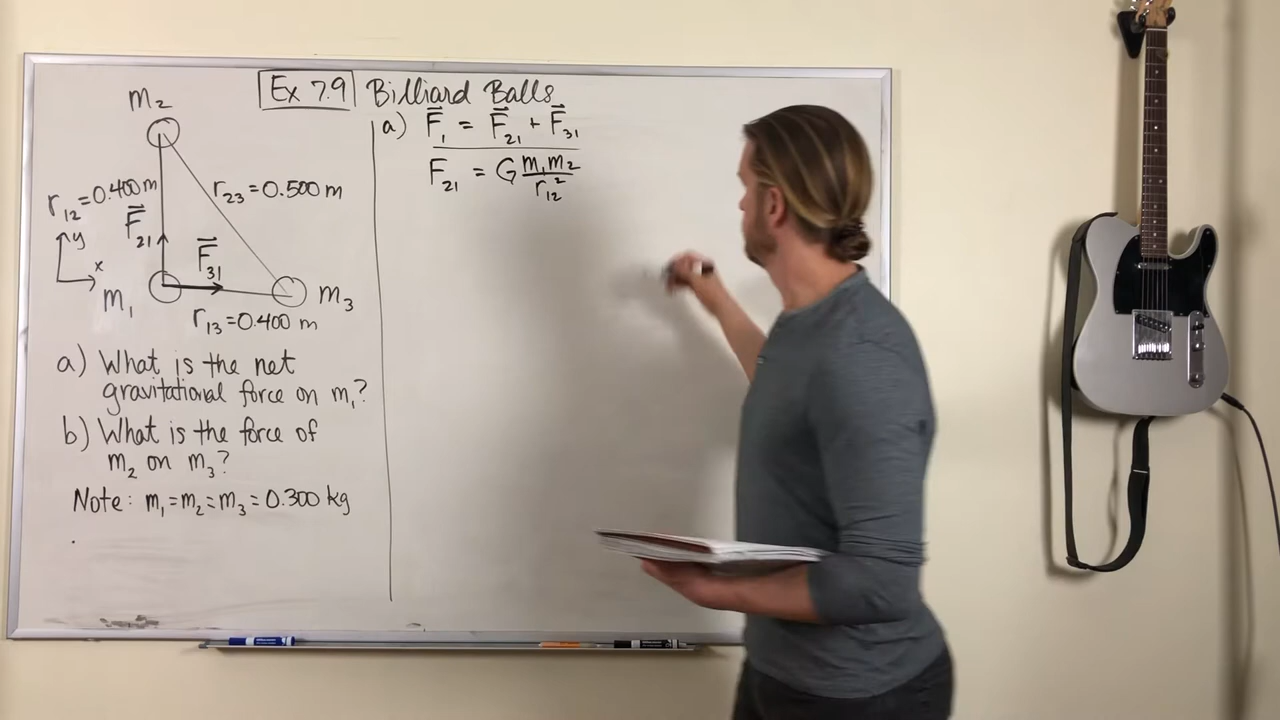 Ex 7.9 Billiard Balls
m₂
r₁₂=0.400m
r₂₃=0.500 m
F⃗₂₁
y
x
F⃗₃₁
m₁
m₃
r₁₃=0.400 m
a) What is the net
gravitational force on m₁?
b) What is the force of
m₂ on m₃?
Note: m₁=m₂=m₃=0.300 kg
a) F⃗₁ = F⃗₂₁ + F⃗₃₁
F₂₁ = G m₁m₂/r₁₂²